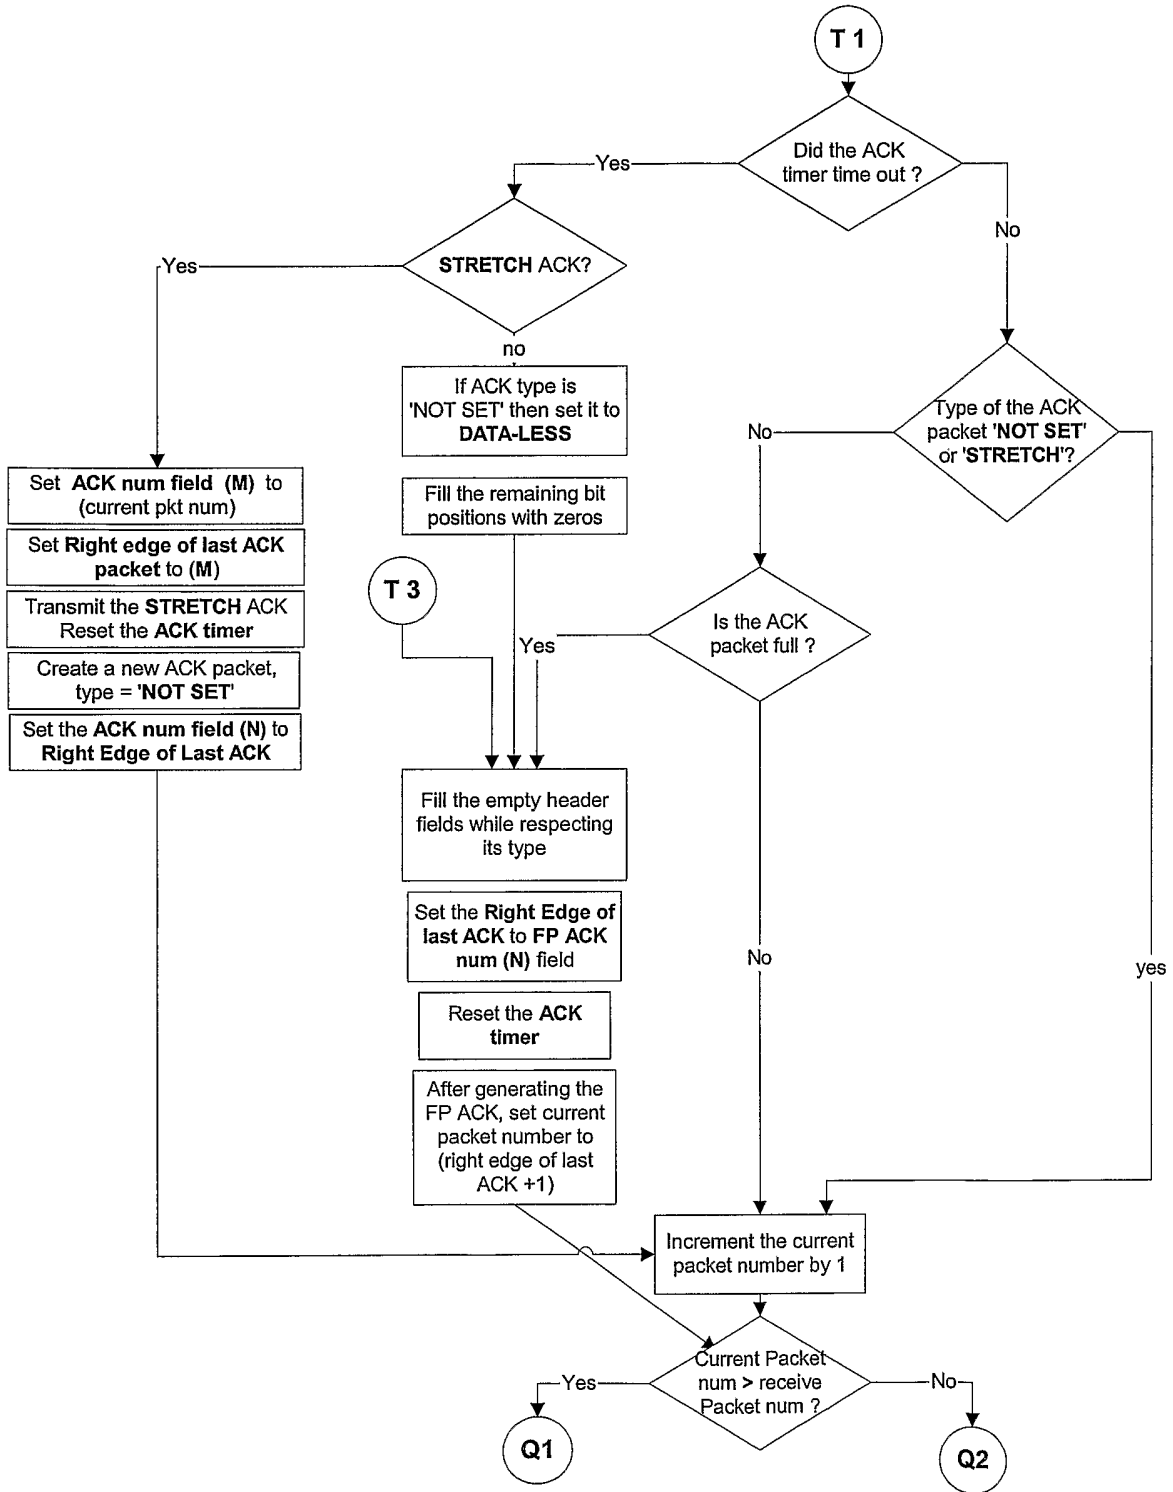 T 1
Did the ACK
timer time out ?
Yes
No
STRETCH ACK?
Yes
no
If ACK type is
'NOT SET' then set it to
DATA-LESS
Type of the ACK
packet 'NOT SET'
or 'STRETCH'?
No
yes
Set ACK num field (M) to
(current pkt num)
Set Right edge of last ACK
packet to (M)
Transmit the STRETCH ACK
Reset the ACK timer
Create a new ACK packet,
type = 'NOT SET'
Set the ACK num field (N) to
Right Edge of Last ACK
Fill the remaining bit
positions with zeros
T 3
Is the ACK
packet full ?
Yes
No
Fill the empty header
fields while respecting
its type
Set the Right Edge of
last ACK to FP ACK
num (N) field
Reset the ACK
timer
After generating the
FP ACK, set current
packet number to
(right edge of last
ACK +1)
Increment the current
packet number by 1
Current Packet
num > receive
Packet num ?
Yes
No
Q1
Q2